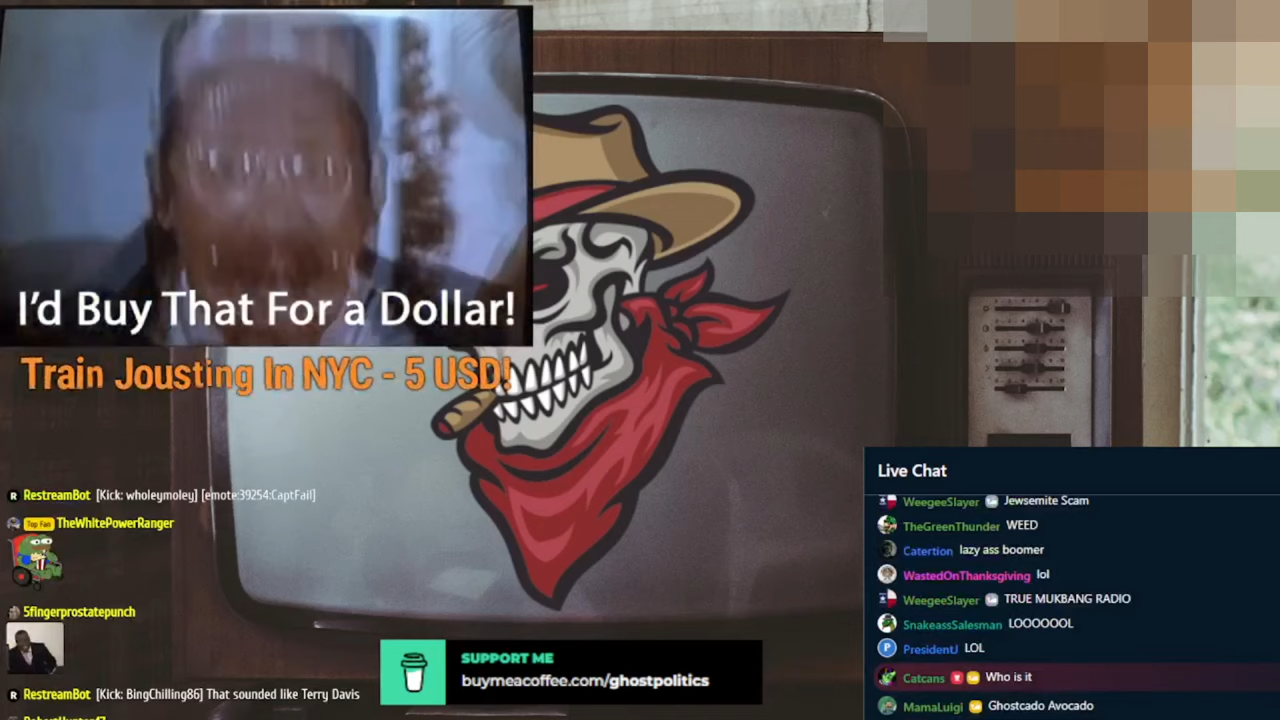 I'd Buy That For a Dollar!
Train Jousting In NYC - 5 USD!
RestreamBot [Kick: wholeymoley] [emote:39254:CaptFail]
Top Fan TheWhitePowerRanger
5fingerprostatepunch
RestreamBot [Kick: BingChilling86] That sounded like Terry Davis
SUPPORT ME
buymeacoffee.com/ghostpolitics
Live Chat
WeegeeSlayer Jewsemite Scam
TheGreenThunder WEED
Catertion lazy ass boomer
WastedOnThanksgiving lol
WeegeeSlayer TRUE MUKBANG RADIO
SnakeassSalesman LOOOOOOL
P PresidentJ LOL
Catcans Who is it
MamaLuigi Ghostcado Avocado